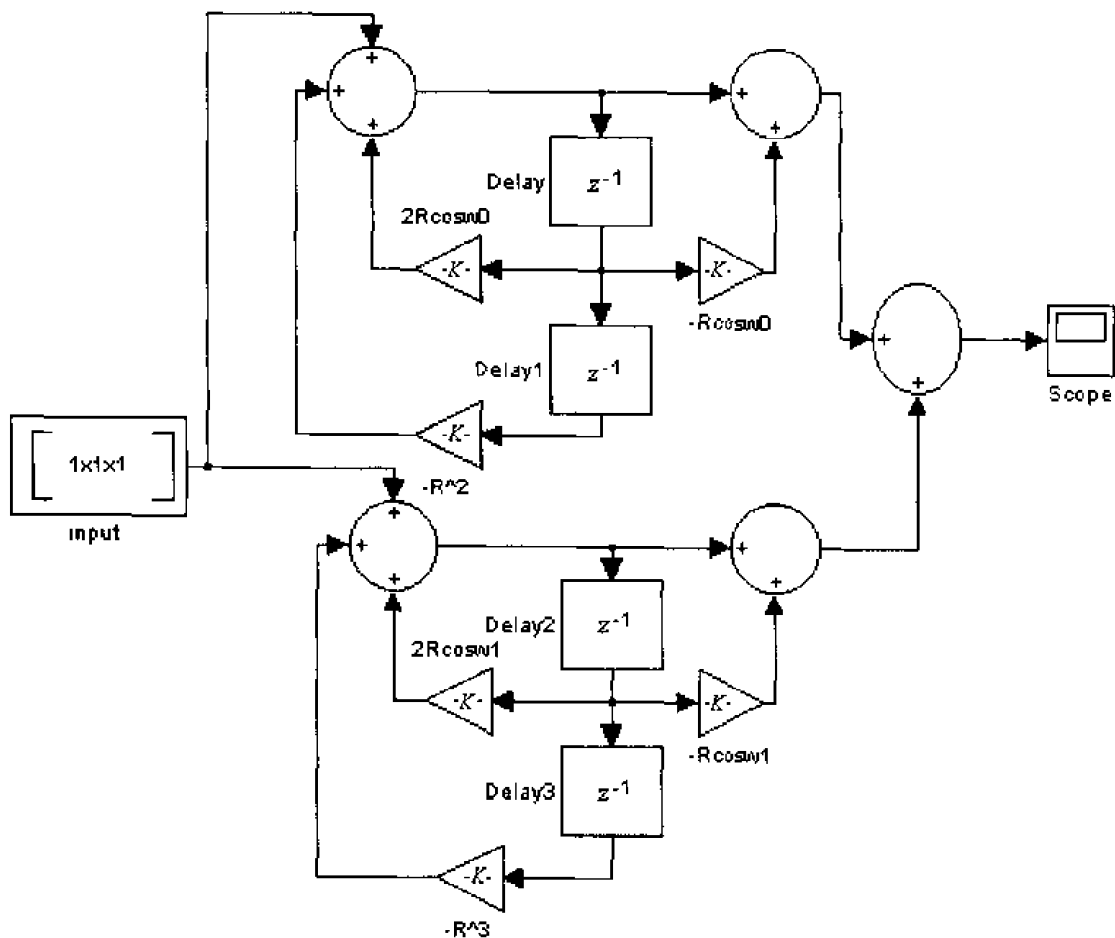 +
+
+
+
+
Delay
z-1
2Rcosw0
-K-
-K-
-Rcosw0
Delay1
z-1
+
+
Scope
-K-
-R^2
1x1x1
Input
+
+
+
+
+
Delay2
z-1
2Rcosw1
-K-
-K-
-Rcosw1
Delay3
z-1
-K-
-R^3